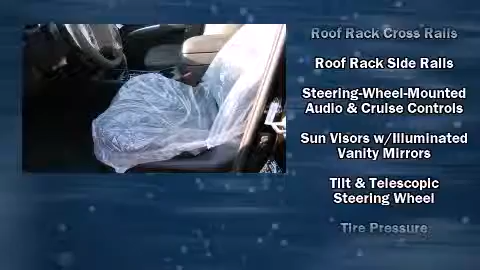 Roof Rack Cross Rails
Roof Rack Side Rails
Steering-Wheel-Mounted
Audio & Cruise Controls
Sun Visors w/Illuminated
Vanity Mirrors
Tilt & Telescopic
Steering Wheel
Tire Pressure